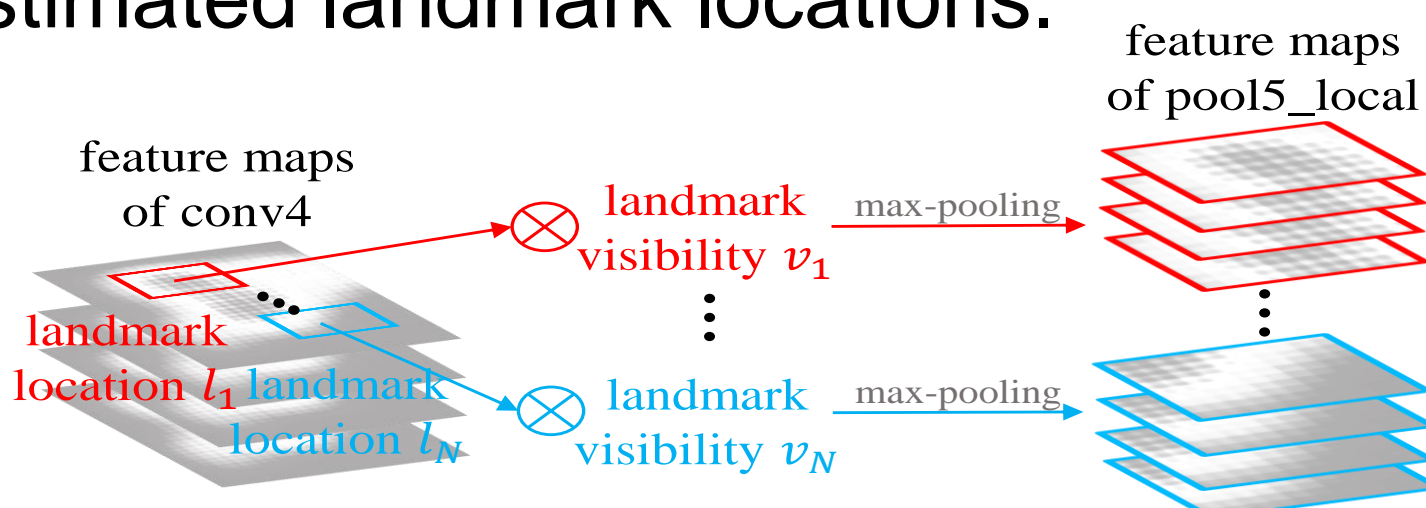 landmark locations.
feature maps
of pool5_local
feature maps
of conv4
landmark
visibility v₁
max-pooling
landmark
location l₁
landmark
location l_N
landmark
visibility v_N
max-pooling